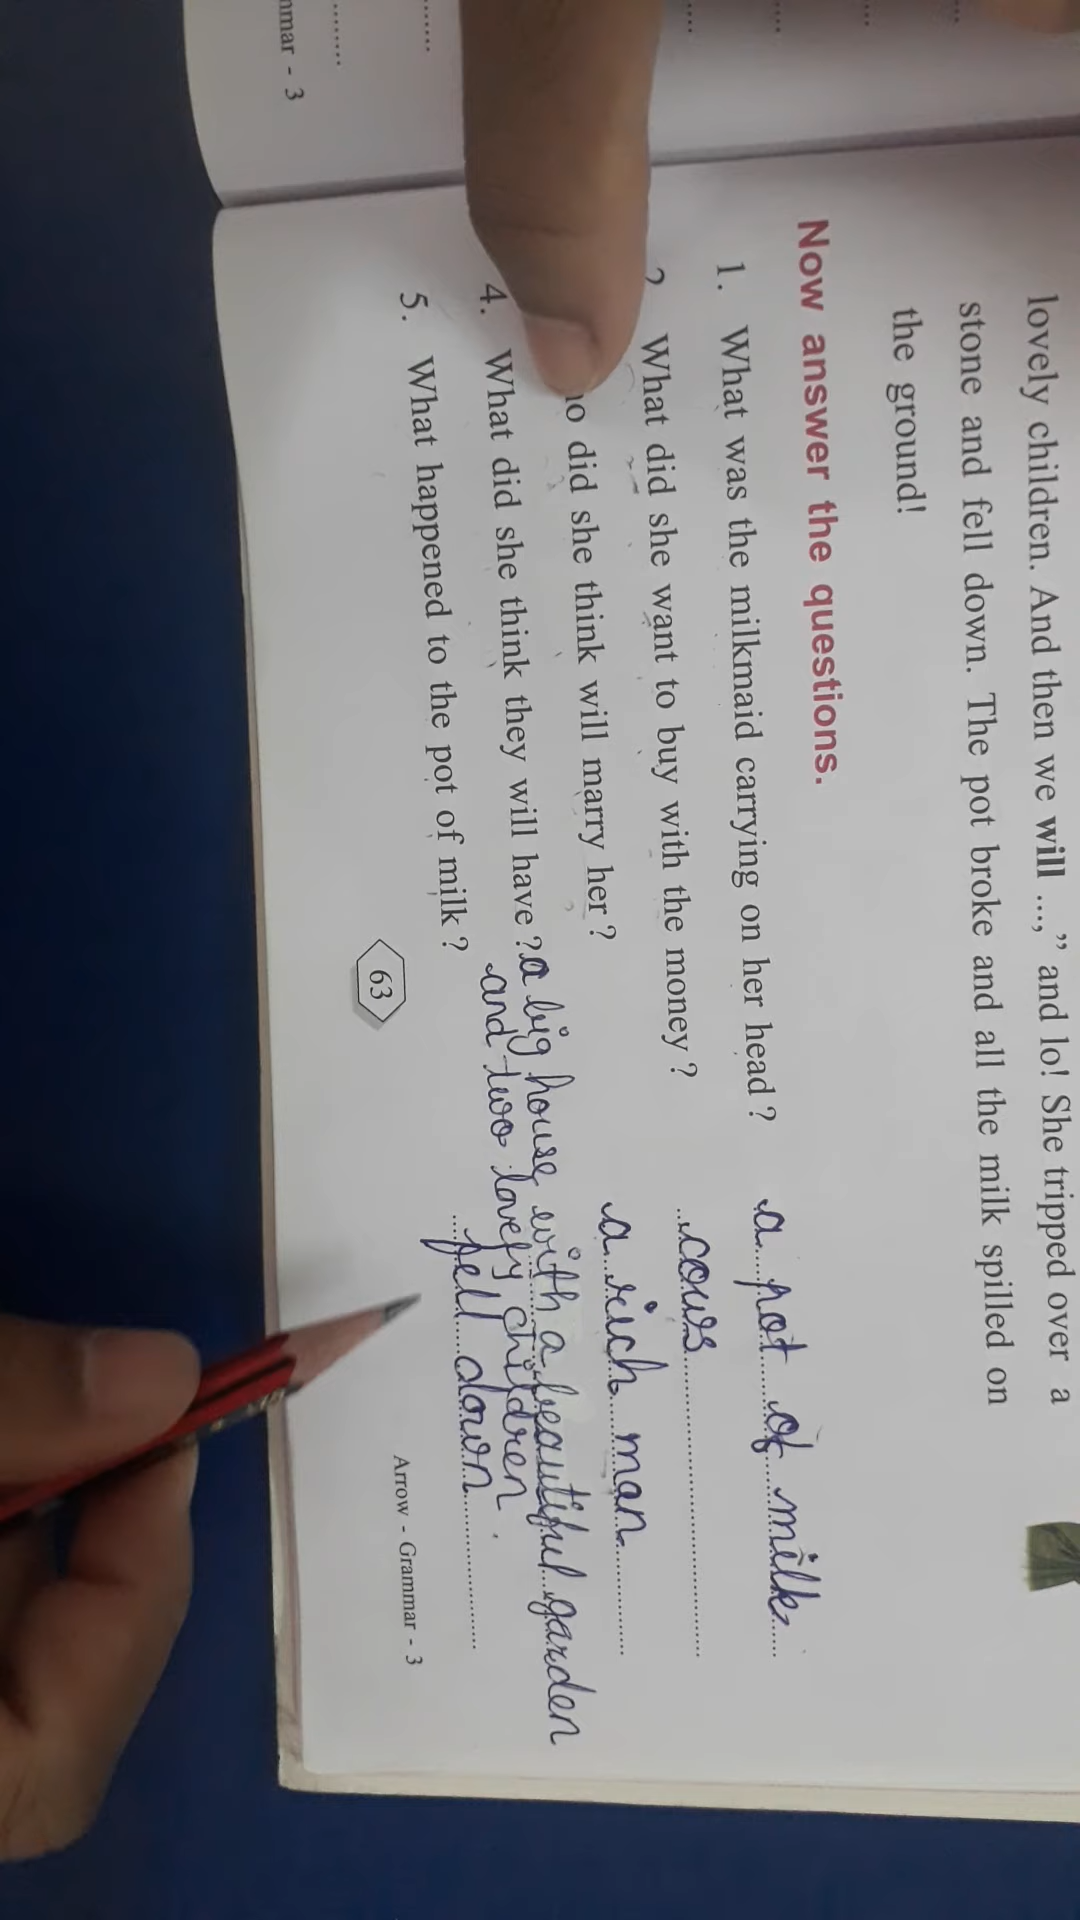 lovely children. And then we will ...," and lo! She tripped over a
stone and fell down. The pot broke and all the milk spilled on
the ground!
Now answer the questions.
1. What was the milkmaid carrying on her head? a pot of milk
What did she want to buy with the money? cows
did she think will marry her? a rich man
4. What did she think they will have? a big house with a beautiful garden
and two lovely children.
5. What happened to the pot of milk? fell down
63
Arrow - Grammar - 3
mmar - 3